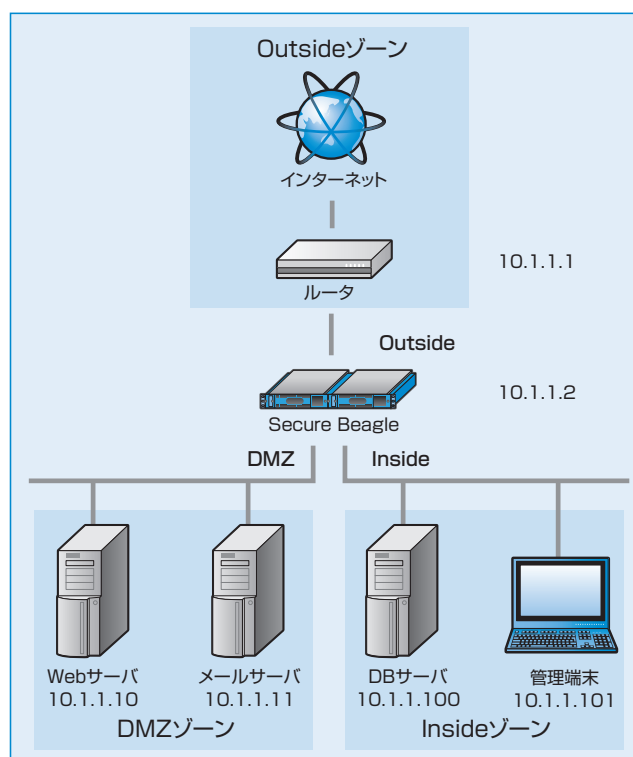 Outsideゾーン
インターネット
ルータ
10.1.1.1
Outside
10.1.1.2
Secure Beagle
DMZ
Inside
Webサーバ
10.1.1.10
メールサーバ
10.1.1.11
DBサーバ
10.1.1.100
管理端末
10.1.1.101
DMZゾーン
Insideゾーン